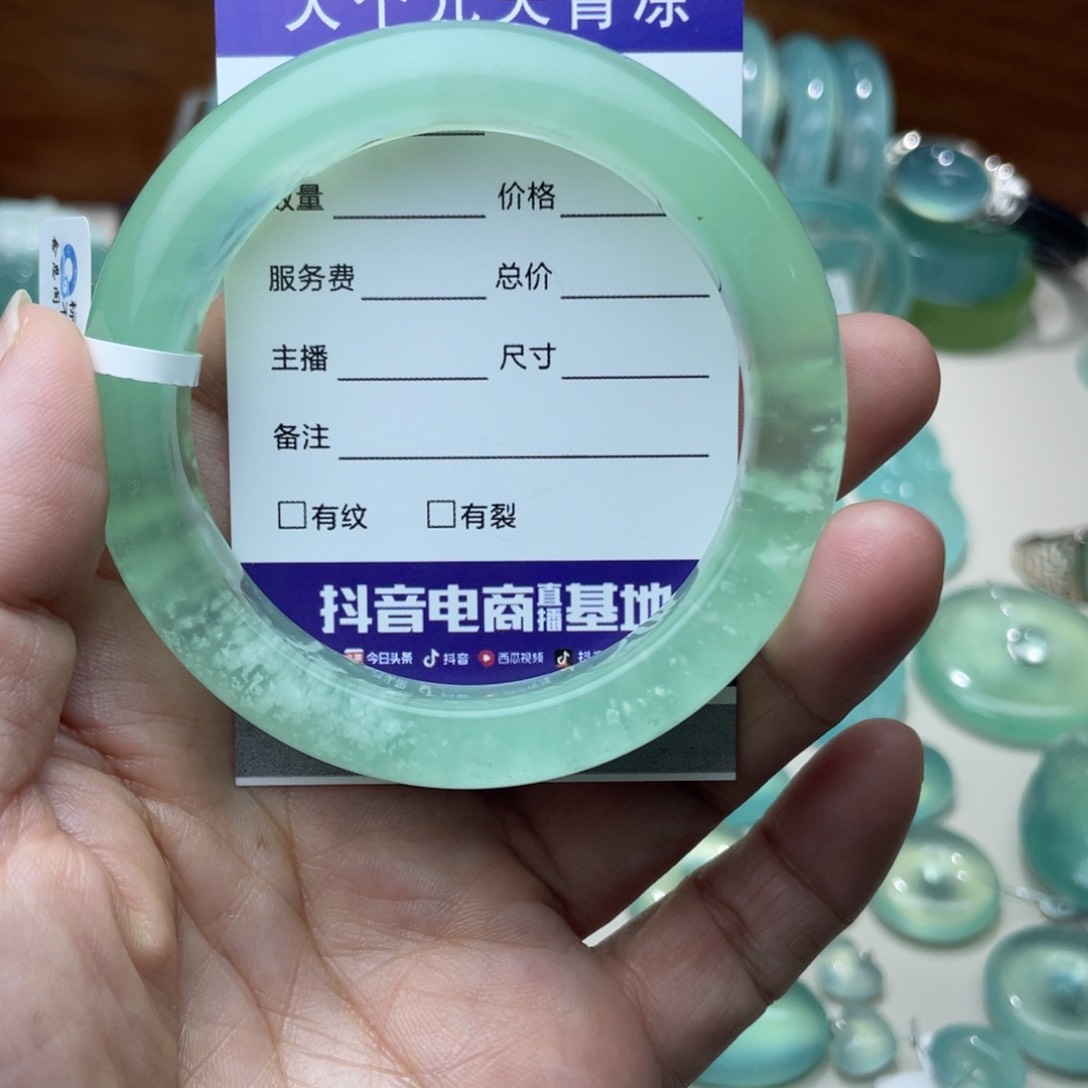 量 价格
服务费 总价
主播 尺寸
备注
有纹 有裂
抖音电商直播基地
今日头条 抖音 西瓜视频 抖